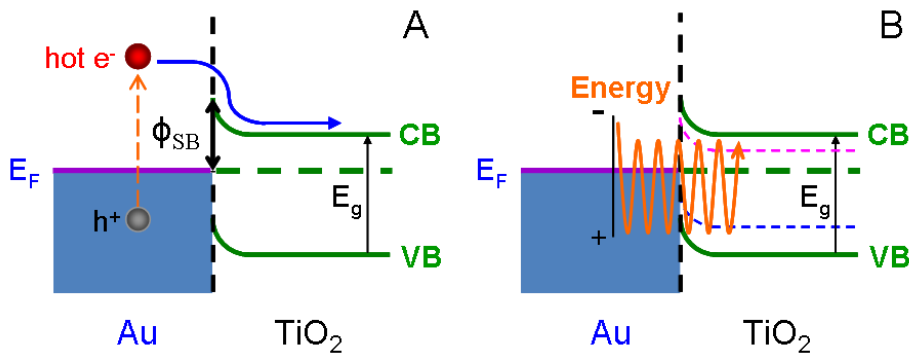 A
hot e-
ϕSB
CB
EF
Eg
h+
VB
Au
TiO2
B
Energy
-
CB
EF
Eg
+
VB
Au
TiO2